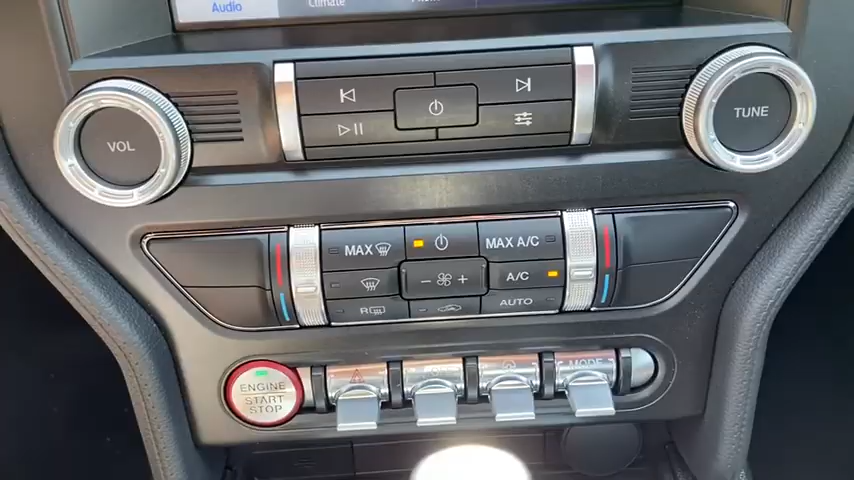 Audio
Climate
VOL
TUNE
MAX
MAX A/C
A/C
R
AUTO
ENGINE
START
STOP
MODE